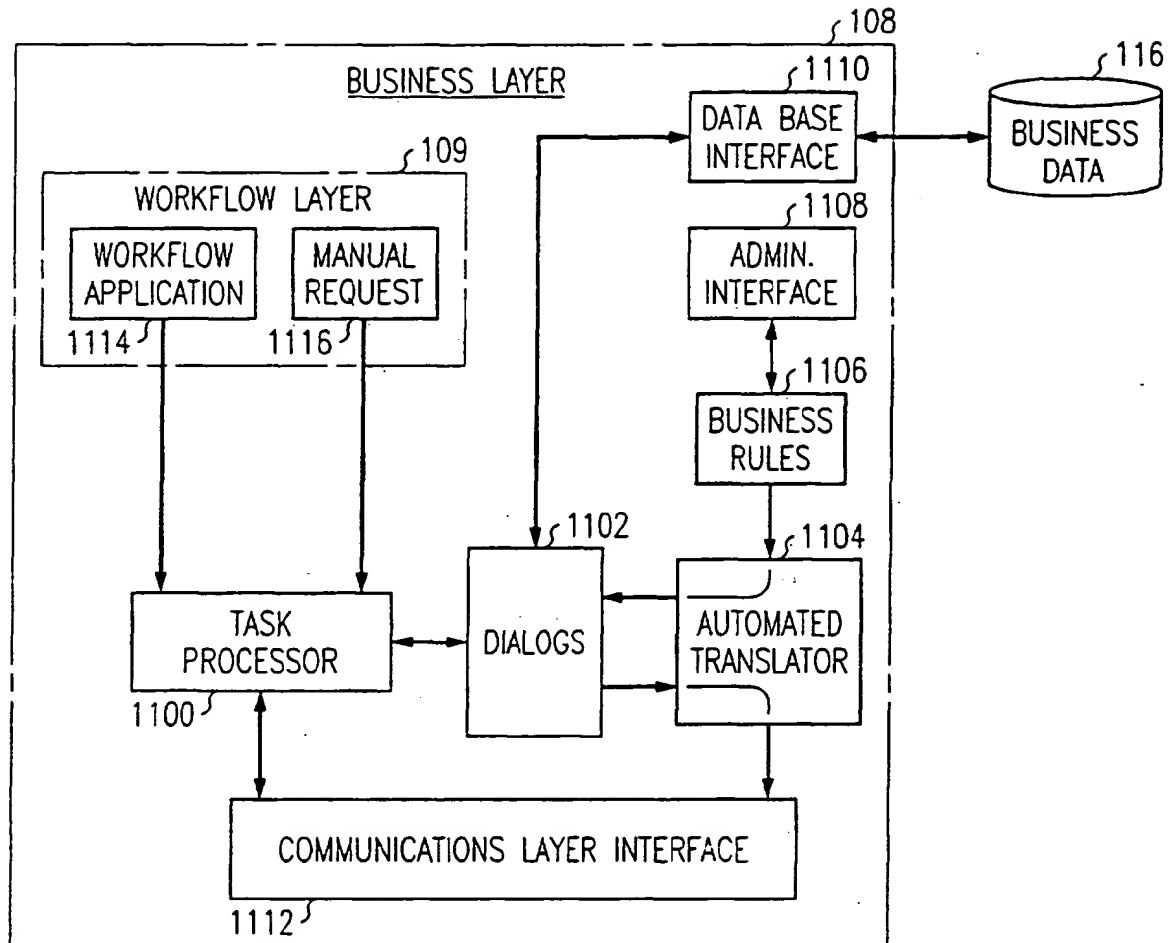 108
BUSINESS LAYER
1110
116
DATA BASE
INTERFACE
BUSINESS
DATA
109
WORKFLOW LAYER
WORKFLOW
APPLICATION
1114
MANUAL
REQUEST
1116
1108
ADMIN.
INTERFACE
1106
BUSINESS
RULES
1102
DIALOGS
1104
AUTOMATED
TRANSLATOR
TASK
PROCESSOR
1100
COMMUNICATIONS LAYER INTERFACE
1112